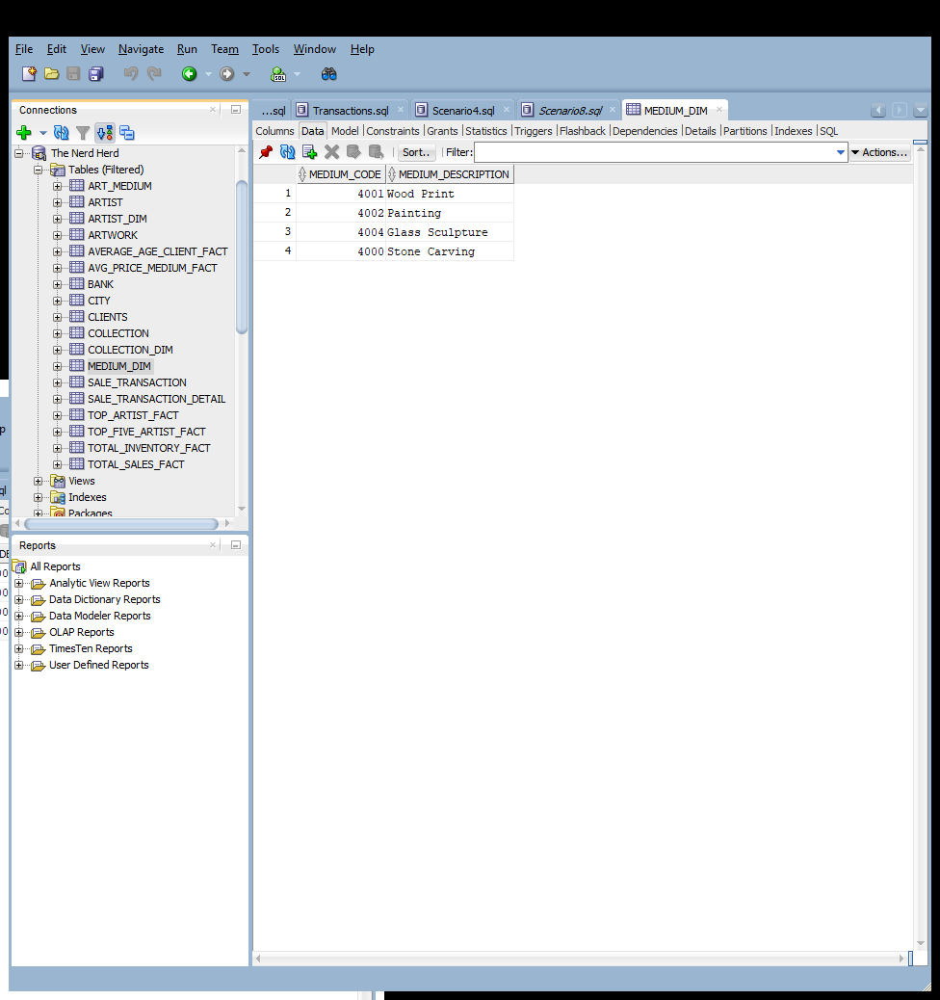 File Edit View Navigate Run Team Tools Window Help
SQL
Connections
The Nerd Herd
Tables (Filtered)
ART_MEDIUM
ARTIST
ARTIST_DIM
ARTWORK
AVERAGE_AGE_CLIENT_FACT
AVG_PRICE_MEDIUM_FACT
BANK
CITY
CLIENTS
COLLECTION
COLLECTION_DIM
MEDIUM_DIM
SALE_TRANSACTION
SALE_TRANSACTION_DETAIL
TOP_ARTIST_FACT
TOP_FIVE_ARTIST_FACT
TOTAL_INVENTORY_FACT
TOTAL_SALES_FACT
Views
Indexes
Packages
Reports
All Reports
Analytic View Reports
Data Dictionary Reports
Data Modeler Reports
OLAP Reports
TimesTen Reports
User Defined Reports
...sql Transactions.sql Scenario4.sql Scenario8.sql MEDIUM_DIM
Columns Data Model |Constraints |Grants |Statistics |Triggers |Flashback |Dependencies |Details |Partitions |Indexes |SQL
Sort.. Filter: Actions...
MEDIUM_CODE MEDIUM_DESCRIPTION
1 4001 Wood Print
2 4002 Painting
3 4004 Glass Sculpture
4 4000 Stone Carving